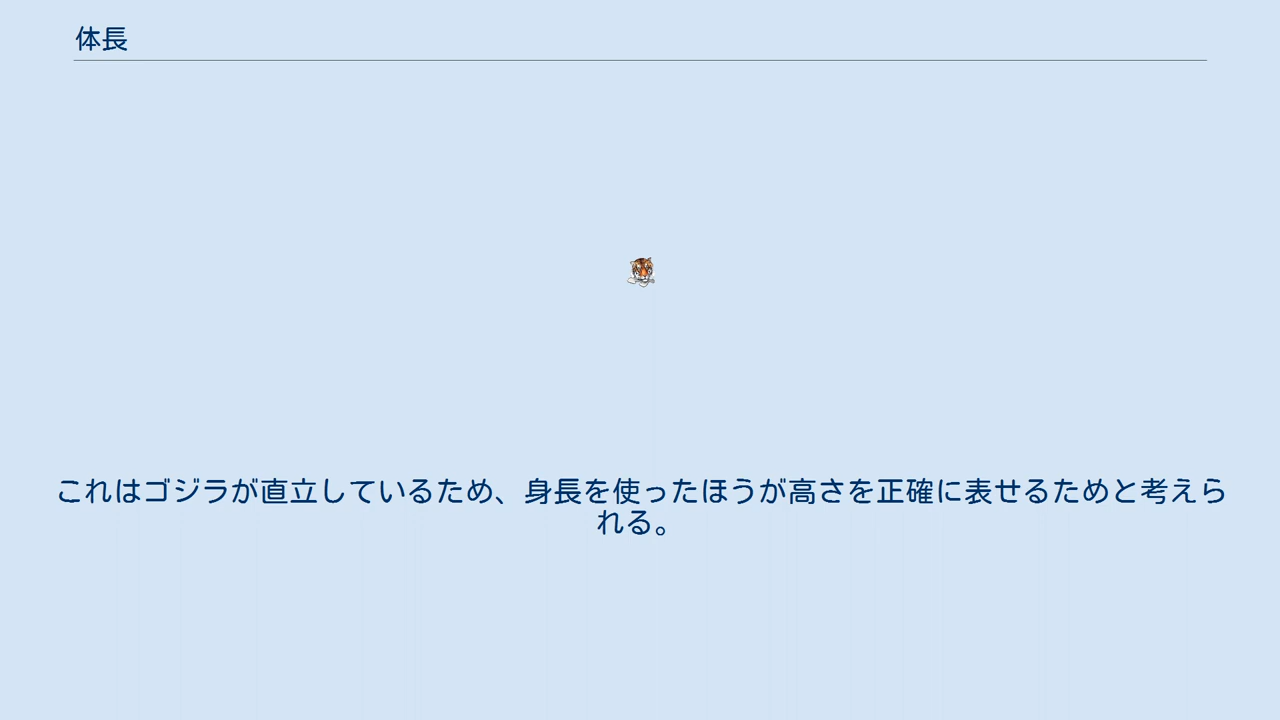 体長
これはゴジラが直立しているため、身長を使ったほうが高さを正確に表せるためと考えら
れる。